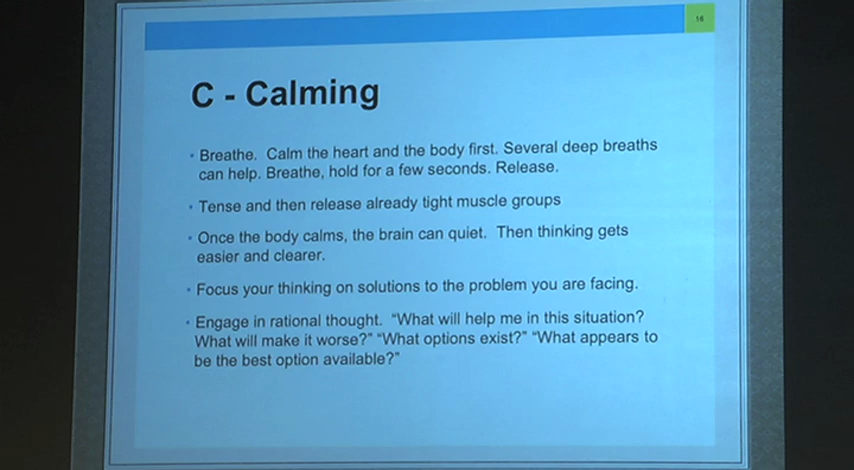 16
C - Calming
• Breathe.  Calm the heart and the body first. Several deep breaths
can help. Breathe, hold for a few seconds. Release.
• Tense and then release already tight muscle groups
• Once the body calms, the brain can quiet.  Then thinking gets
easier and clearer.
• Focus your thinking on solutions to the problem you are facing.
• Engage in rational thought.  "What will help me in this situation?
What will make it worse?" "What options exist?" "What appears to
be the best option available?"